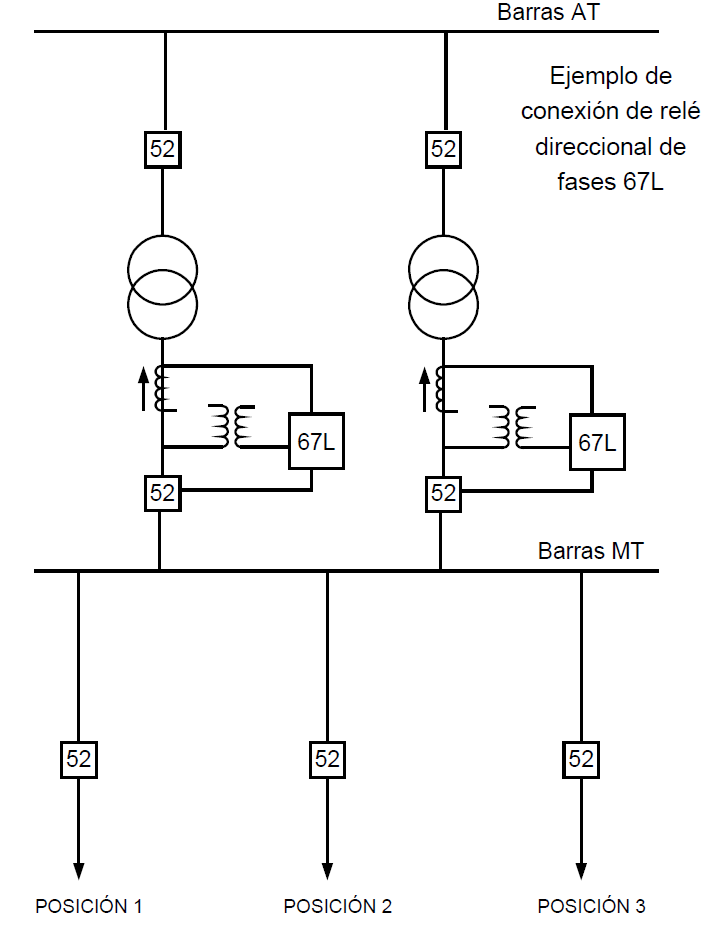 Barras AT
Ejemplo de
conexión de relé
direccional de
fases 67L
52
52
67L
67L
52
52
Barras MT
52
52
52
POSICIÓN 1
POSICIÓN 2
POSICIÓN 3